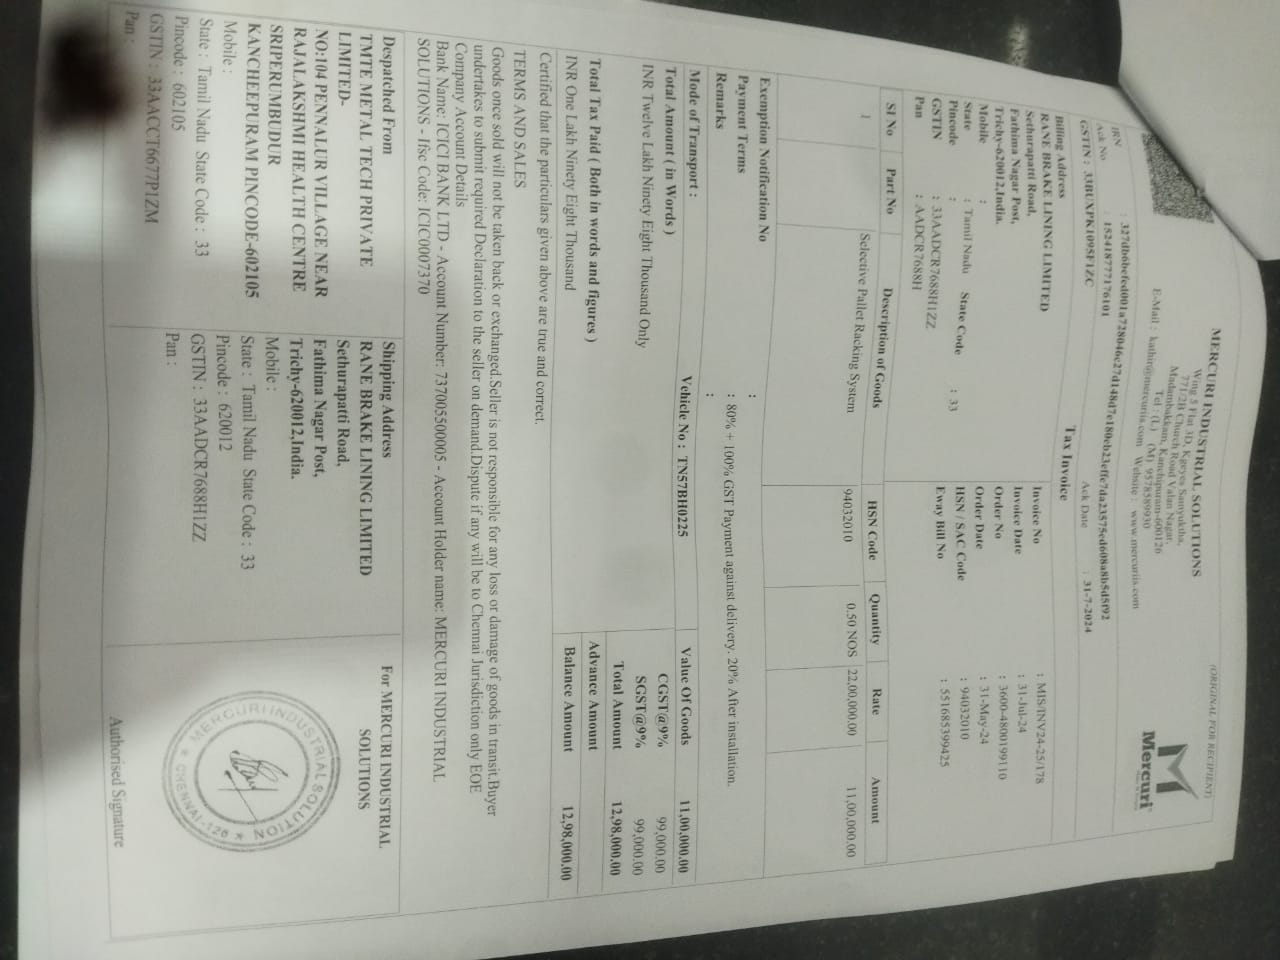 (ORIGINAL FOR RECIPIENT)
MERCURI INDUSTRIAL SOLUTIONS
Wing 5 Flat 3D, Kgeyes Samyuktha,
771/2B Church Road Valan Nagar,
Madambakkam, Kanchipuram-600126
Tel : (L) (M) 9578589930
E-Mail : kathir@mercuriis.com Website : www.mercuriis.com
Mercuri
IRN : 327db6befed001a728046c27d148d7e180eb23effe7da23575ed608a8b5d5f92
Ack No : 152418777176101 Ack Date : 31-7-2024
GSTIN : 33BUXPK1095F1ZC
Tax Invoice
Billing Address
RANE BRAKE LINING LIMITED
Sethurapatti Road,
Fathima Nagar Post,
Trichy-620012,India.
Mobile :
State : Tamil Nadu State Code : 33
Pincode :
GSTIN : 33AADCR7688H1ZZ
Pan : AADCR7688H
Invoice No : MIS/INV24-25/178
Invoice Date : 31-Jul-24
Order No : 3600-4800199110
Order Date : 31-May-24
HSN / SAC Code : 94032010
Eway Bill No : 551685399425
Sl No Part No Description of Goods HSN Code Quantity Rate Amount
1 Selective Pallet Racking System 94032010 0.50 NOS 22,00,000.00 11,00,000.00
Exemption Notification No :
Payment Terms : 80% + 100% GST Payment against delivery. 20% After installation.
Remarks :
Mode of Transport : Vehicle No : TN57BH0225 Value Of Goods 11,00,000.00
Total Amount ( in Words ) CGST@9% 99,000.00
INR Twelve Lakh Ninety Eight Thousand Only SGST@9% 99,000.00
Total Amount 12,98,000.00
Total Tax Paid ( Both in words and figures ) Advance Amount
INR One Lakh Ninety Eight Thousand Balance Amount 12,98,000.00
Certified that the particulars given above are true and correct.
TERMS AND SALES
Goods once sold will not be taken back or exchanged.Seller is not responsible for any loss or damage of goods in transit.Buyer
undertakes to submit required Declaration to the seller on demand.Dispute if any will be to Chennai Jurisdiction only EOE
Company Account Details
Bank Name: ICICI BANK LTD - Account Number: 737005500005 - Account Holder name: MERCURI INDUSTRIAL
SOLUTIONS - Ifsc Code: ICIC0007370
Despatched From
TMTE METAL TECH PRIVATE
LIMITED-
NO:104 PENNALUR VILLAGE NEAR
RAJALAKSHMI HEALTH CENTRE
SRIPERUMBUDUR
KANCHEEPURAM PINCODE-602105
Mobile :
State : Tamil Nadu State Code : 33
Pincode : 602105
GSTIN : 33AACCT6677P1ZM
Pan :
Shipping Address
RANE BRAKE LINING LIMITED
Sethurapatti Road,
Fathima Nagar Post,
Trichy-620012,India.
Mobile :
State : Tamil Nadu State Code : 33
Pincode : 620012
GSTIN : 33AADCR7688H1ZZ
Pan :
For MERCURI INDUSTRIAL
SOLUTIONS
MERCURI INDUSTRIAL SOLUTION
CHENNAI-126
Authorised Signature